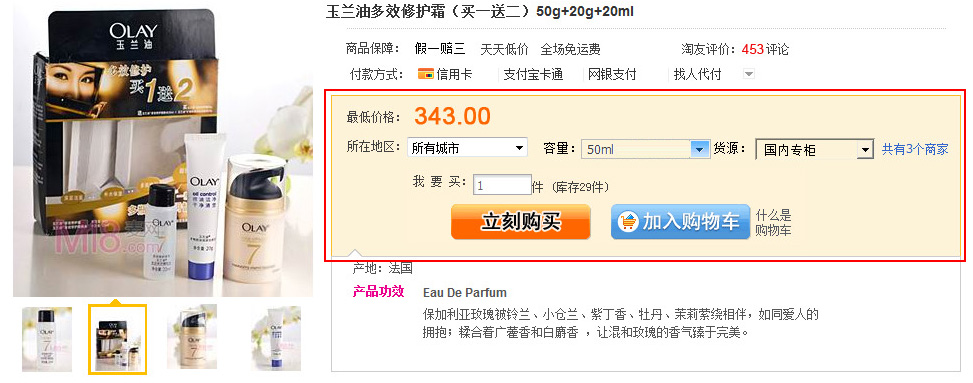 玉兰油多效修护霜（买一送二）50g+20g+20ml
商品保障： 假一赔三 天天低价 全场免运费 淘友评价：453评论
付款方式： 信用卡 支付宝卡通 网银支付 找人代付
最低价格： 343.00
所在地区： 所有城市 容量： 50ml 货源： 国内专柜 共有3个商家
我 要 买： 1 件 (库存29件)
立刻购买 加入购物车 什么是
购物车
产地：法国
产品功效 Eau De Parfum
保加利亚玫瑰被铃兰、小仓兰、紫丁香、牡丹、茉莉萦绕相伴，如同爱人的
拥抱；糅合着广藿香和白麝香 ，让混和玫瑰的香气臻于完美。
OLAY
玉兰油
多效修护
买1送2
OLAY
oil control
OLAY
OLAY
7